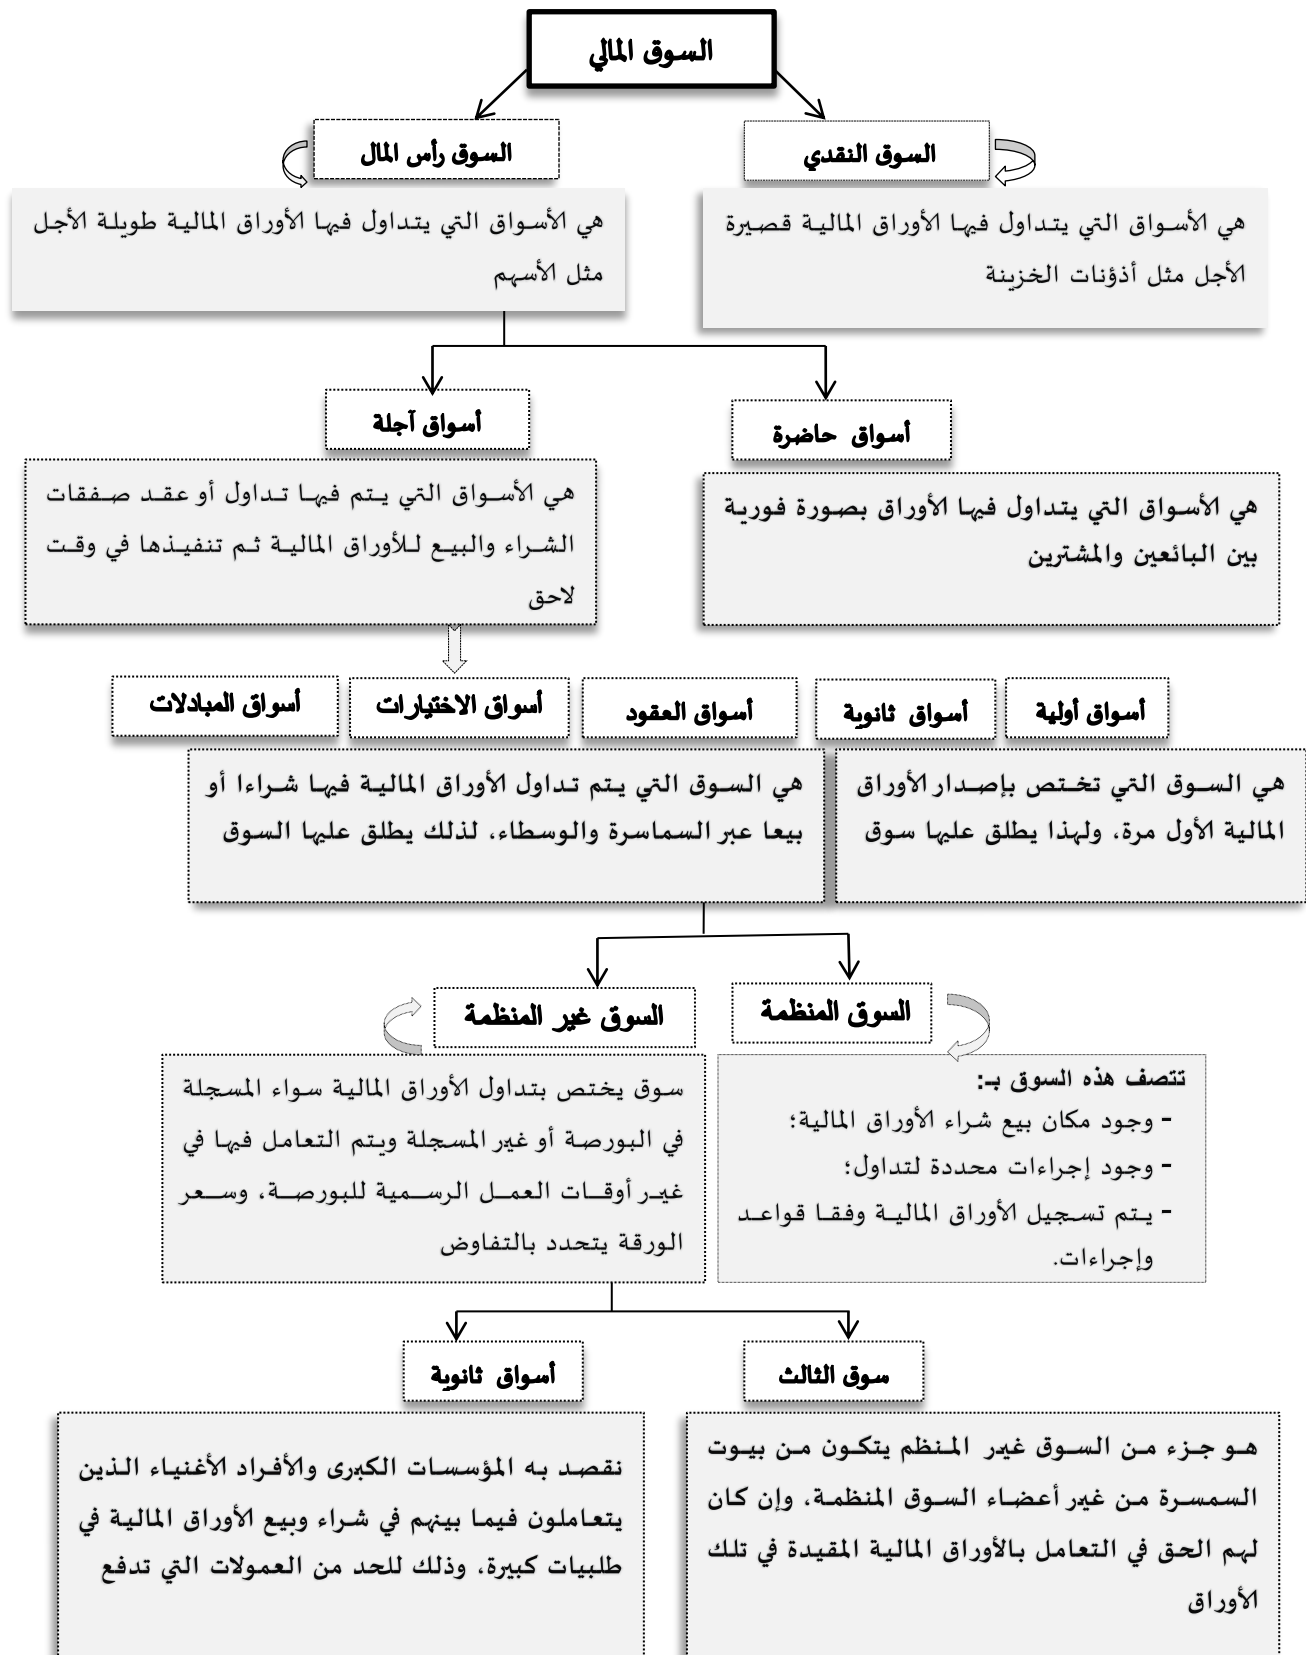 السوق المالي
السوق النقدي
السوق رأس المال
هي الأسواق التي يتداول فيها الأوراق المالية قصيرة
الأجل مثل أذؤنات الخزينة
هي الأسواق التي يتداول فيها الأوراق المالية طويلة الأجل
مثل الأسهم
أسواق حاضرة
أسواق آجلة
هي الأسواق التي يتداول فيها الأوراق بصورة فورية
بين البائعين والمشترين
هي الأسواق التي يتم فيها تداول أو عقد صفقات
الشراء والبيع للأوراق المالية ثم تنفيذها في وقت
لاحق
أسواق أولية
أسواق ثانوية
أسواق العقود
أسواق الاختيارات
أسواق المبادلات
هي السوق التي تختص بإصدار الأوراق
المالية الأول مرة، ولهذا يطلق عليها سوق
هي السوق التي يتم تداول الأوراق المالية فيها شراءا أو
بيعا عبر السماسرة والوسطاء، لذلك يطلق عليها السوق
السوق المنظمة
السوق غير المنظمة
تتصف هذه السوق بـ:
- وجود مكان بيع شراء الأوراق المالية؛
- وجود إجراءات محددة لتداول؛
- يتم تسجيل الأوراق المالية وفقا قواعد
وإجراءات.
سوق يختص بتداول الأوراق المالية سواء المسجلة
في البورصة أو غير المسجلة ويتم التعامل فيها في
غير أوقات العمل الرسمية للبورصة، وسعر
الورقة يتحدد بالتفاوض
سوق الثالث
أسواق ثانوية
هو جزء من السوق غير المنظم يتكون من بيوت
السمسرة من غير أعضاء السوق المنظمة، وإن كان
لهم الحق في التعامل بالأوراق المالية المقيدة في تلك
الأوراق
نقصد به المؤسسات الكبرى والأفراد الأغنياء الذين
يتعاملون فيما بينهم في شراء وبيع الأوراق المالية في
طلبيات كبيرة، وذلك للحد من العمولات التي تدفع